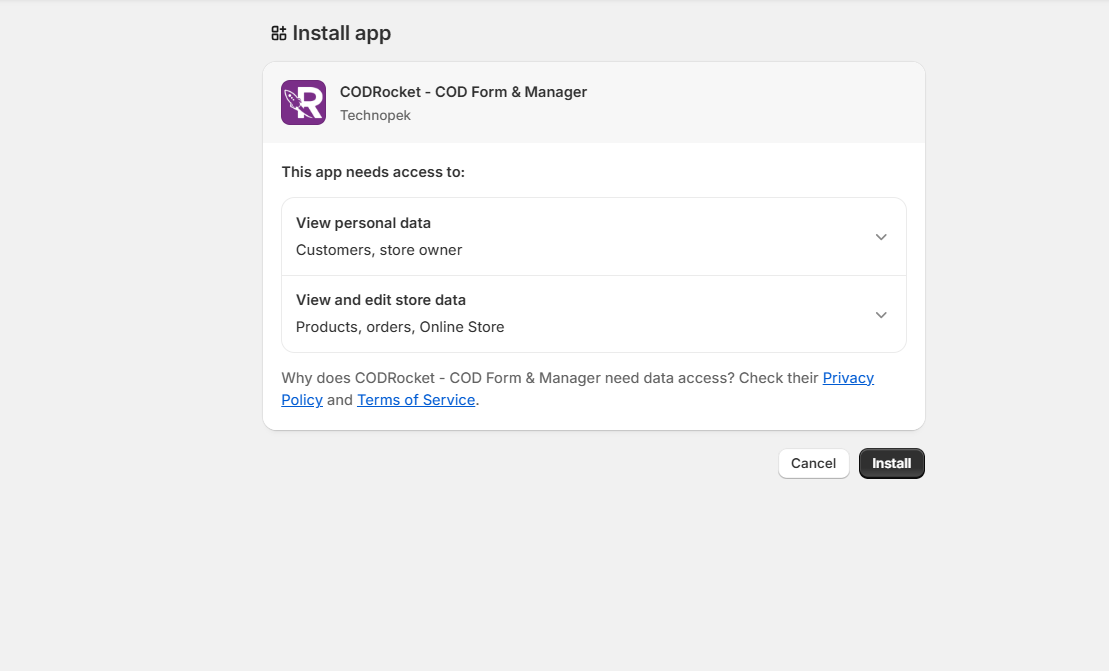 Install app
CODRocket - COD Form & Manager
Technopek
This app needs access to:
View personal data
Customers, store owner
View and edit store data
Products, orders, Online Store
Why does CODRocket - COD Form & Manager need data access? Check their Privacy
Policy and Terms of Service.
Cancel Install